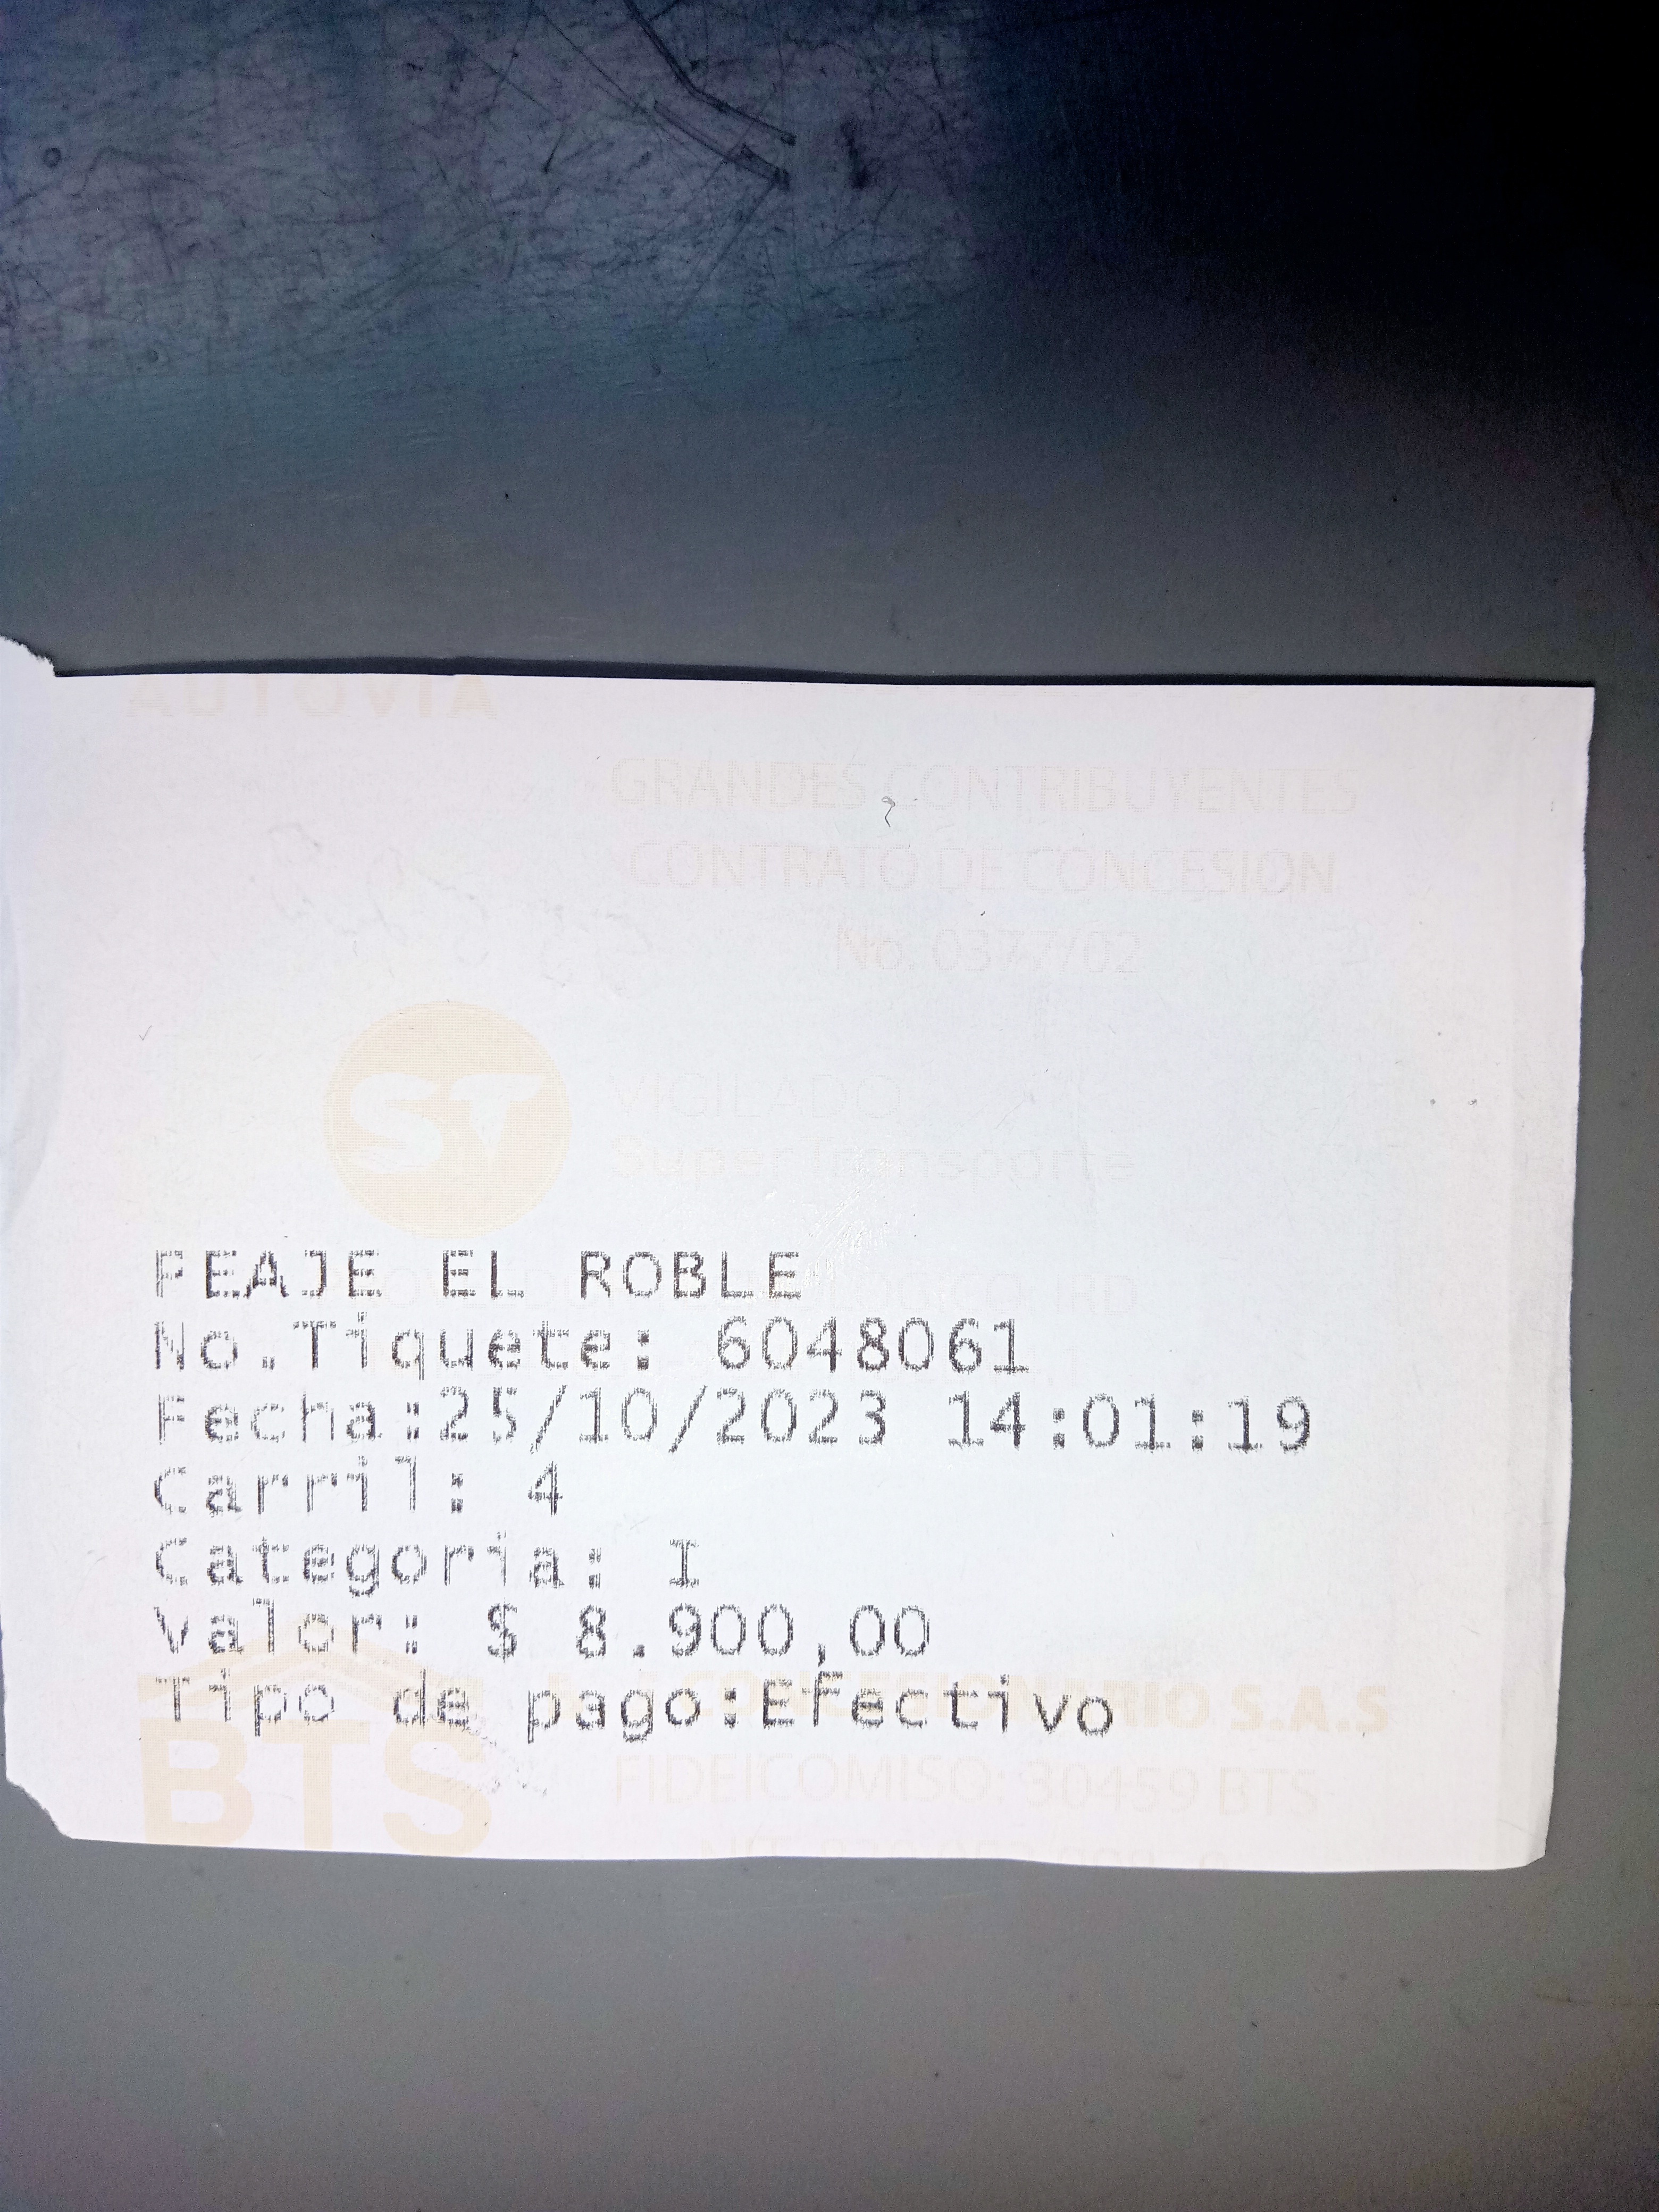 AUTOVIA
GRANDES CONTRIBUYENTES
CONTRATO DE CONCESION
No. 0377/02
ST
VIGILADO
SuperTransporte
PEAJE EL ROBLE
No.Tiquete: 6048061
Fecha:25/10/2023 14:01:19
Carril: 4
Categoria: I
Valor: $ 8.900,00
Tipo de pago:Efectivo
S.A.S
BTS
FIDEICOMISO: 30459 BTS